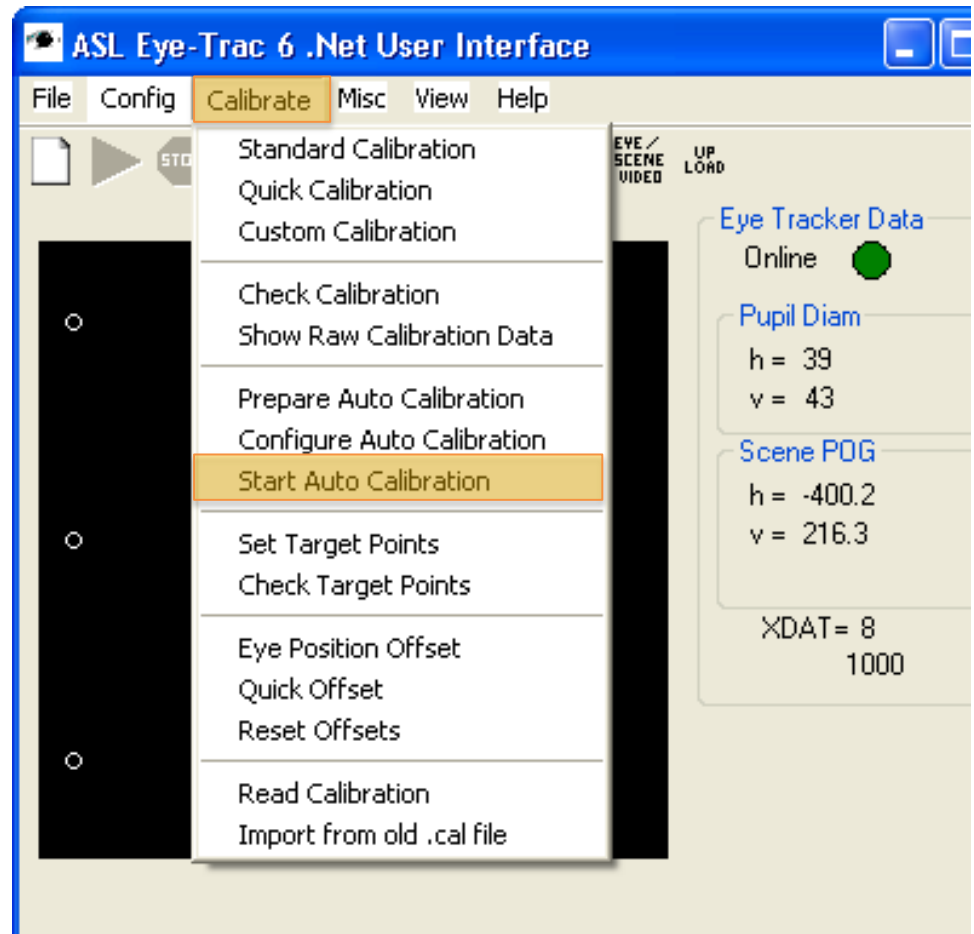 ASL Eye-Trac 6 .Net User Interface
File Config Calibrate Misc View Help
Standard Calibration
Quick Calibration
Custom Calibration
Check Calibration
Show Raw Calibration Data
Prepare Auto Calibration
Configure Auto Calibration
Start Auto Calibration
Set Target Points
Check Target Points
Eye Position Offset
Quick Offset
Reset Offsets
Read Calibration
Import from old .cal file
EYE/
SCENE
VIDEO
UP
LOAD
Eye Tracker Data
Online
Pupil Diam
h = 39
v = 43
Scene POG
h = -400.2
v = 216.3
XDAT= 8
1000